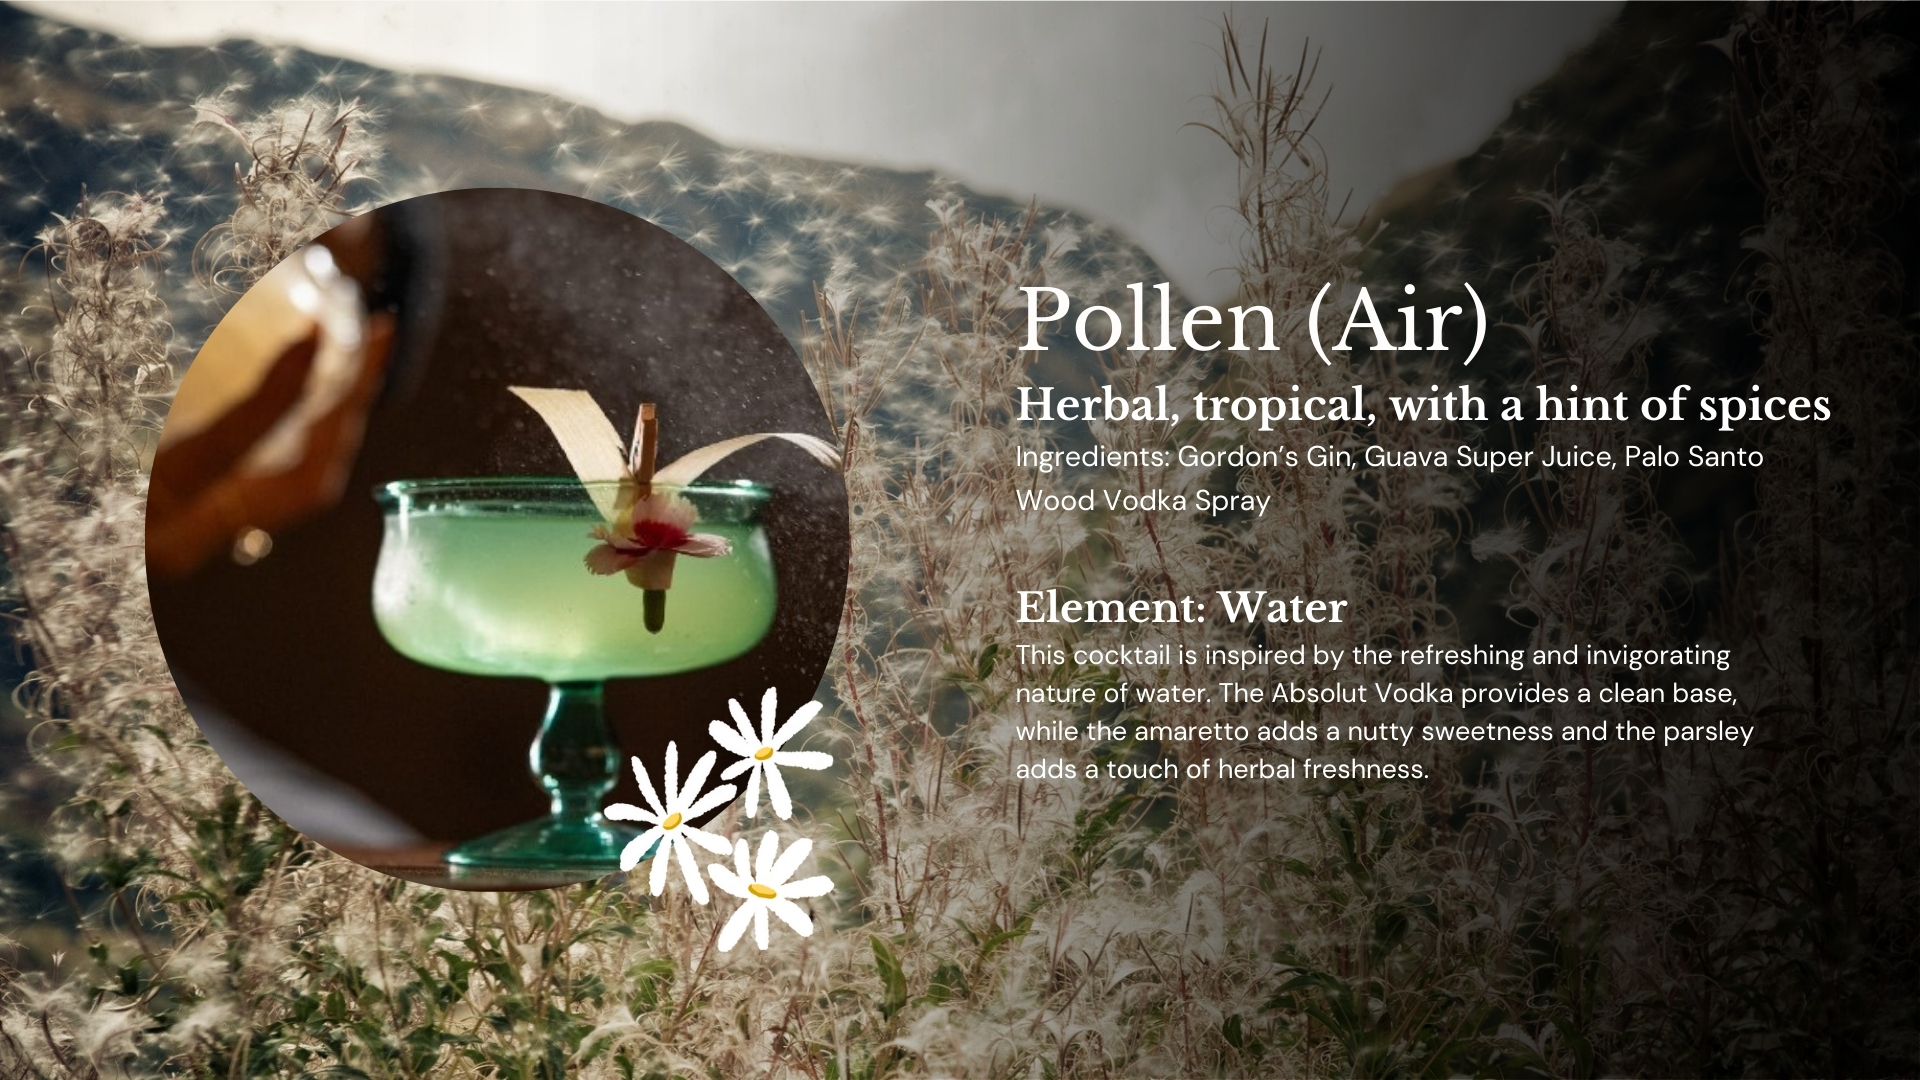 Pollen (Air)
Herbal, tropical, with a hint of spices
Ingredients: Gordon’s Gin, Guava Super Juice, Palo Santo
Wood Vodka Spray
Element: Water
This cocktail is inspired by the refreshing and invigorating
nature of water. The Absolut Vodka provides a clean base,
while the amaretto adds a nutty sweetness and the parsley
adds a touch of herbal freshness.